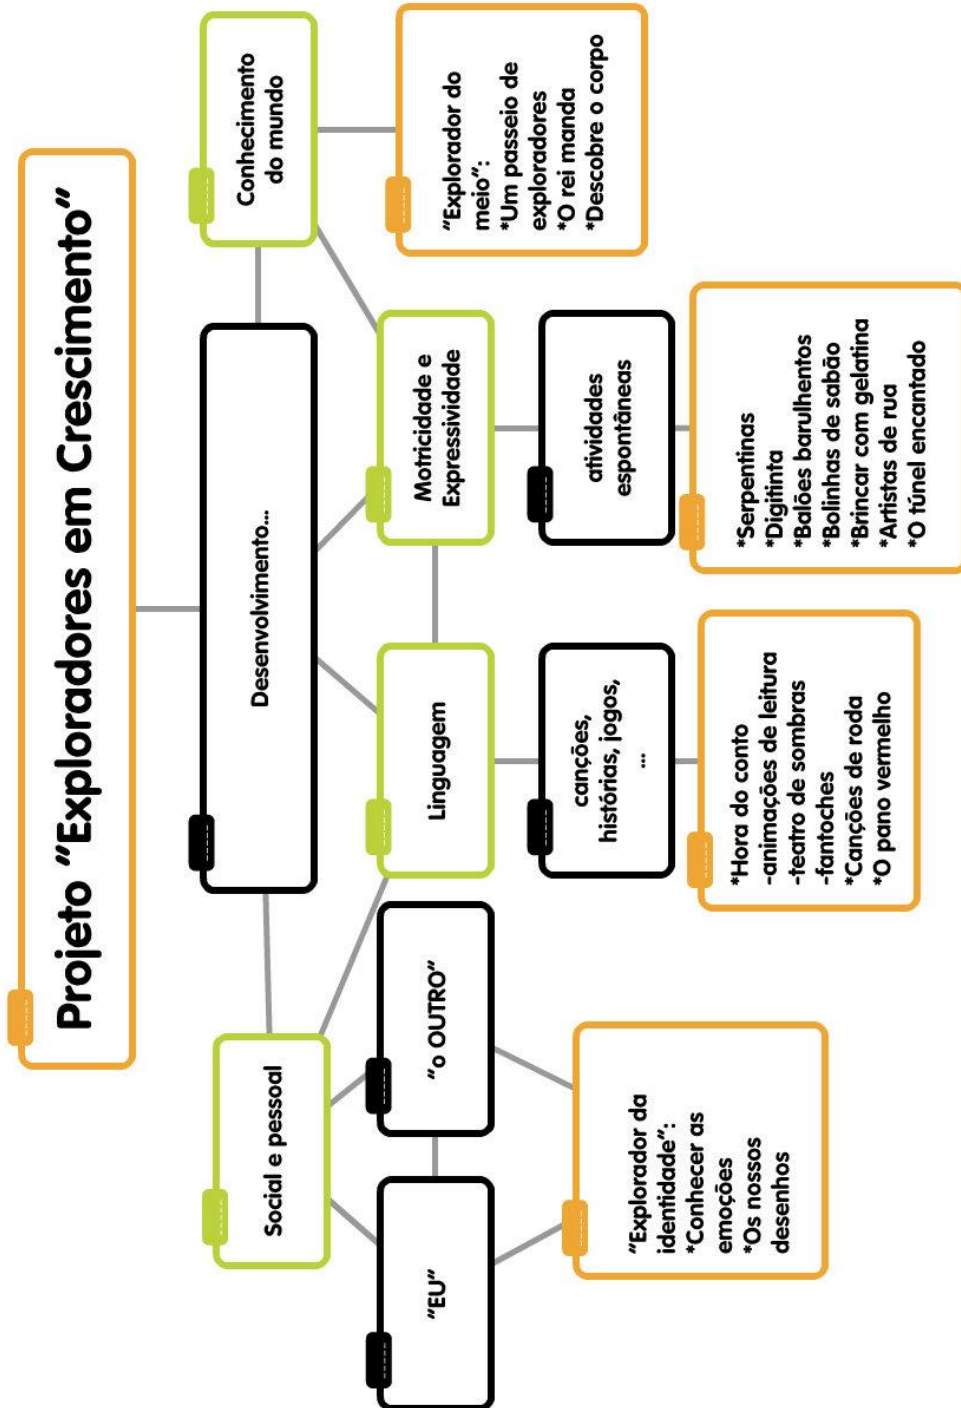 Projeto “Exploradores em Crescimento”
Desenvolvimento...
Social e pessoal
Linguagem
Motricidade e
Expressividade
Conhecimento
do mundo
“EU”
“o OUTRO”
canções,
histórias, jogos,
...
atividades
espontâneas
“Explorador da
identidade”:
*Conhecer as
emoções
*Os nossos
desenhos
*Hora do conto
-animações de leitura
-teatro de sombras
-fantoches
*Canções de roda
*O pano vermelho
*Serpentinas
*Digitinta
*Balões barulhentos
*Bolinhas de sabão
*Brincar com gelatina
*Artistas de rua
*O túnel encantado
“Explorador do
meio”:
*Um passeio de
exploradores
*O rei manda
*Descobre o corpo